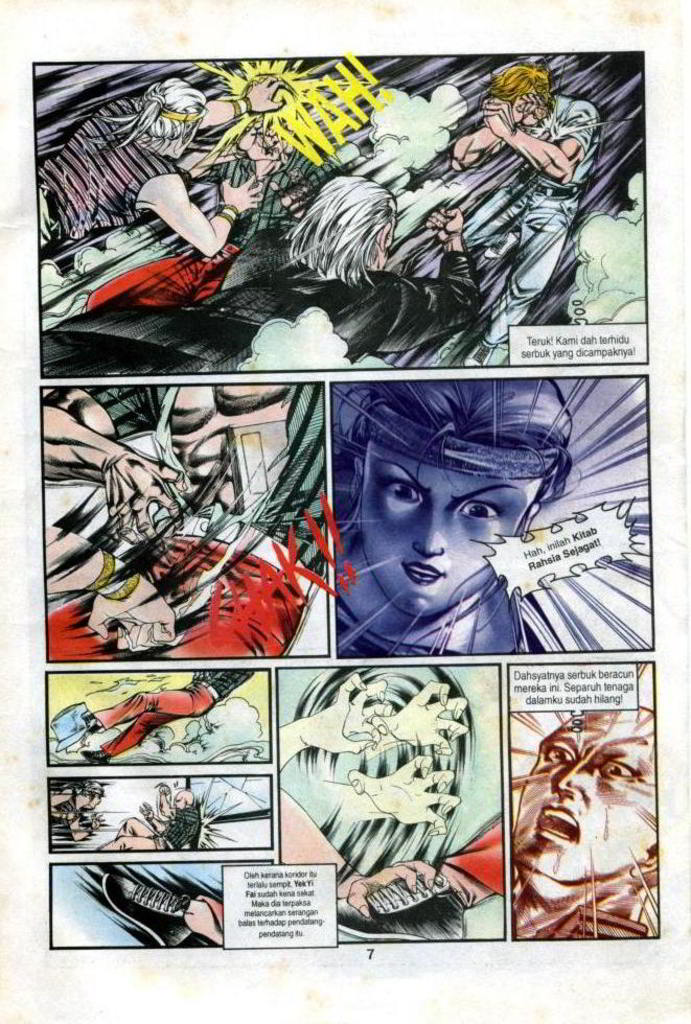 WAH!
Teruk! Kami dah terhidu
serbuk yang dicampaknya!
Hah, inilah Kitab
Rahsia Sejagat!
Dahsyatnya serbuk beracun
mereka ini. Separuh tenaga
dalamku sudah hilang!
Oleh kerana koridor itu
terlalu sempit, Yek Yi
Fai sudah kena sekat.
Maka dia terpaksa
melancarkan serangan
balas terhadap pendatang-
pendatang itu.
7